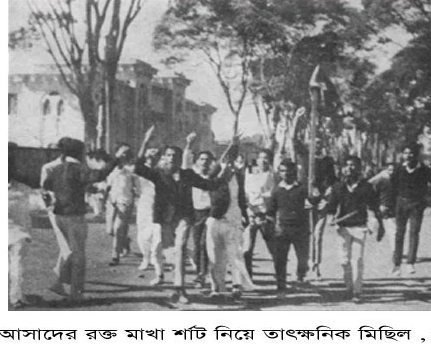 আসাদের রক্ত মাখা র্শাট নিয়ে তাৎক্ষনিক মিছিল ,